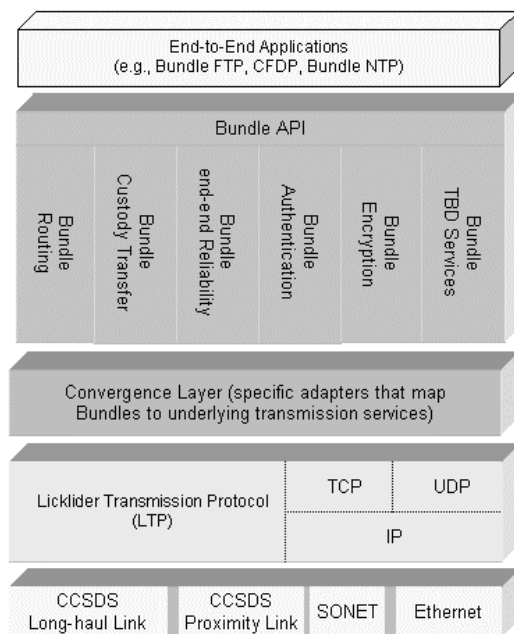 End-to-End Applications
(e.g., Bundle FTP, CFDP, Bundle NTP)
Bundle API
Bundle
Routing
Bundle
Custody Transfer
Bundle
end-end Reliability
Bundle
Authentication
Bundle
Encryption
Bundle
TBD Services
Convergence Layer (specific adapters that map
Bundles to underlying transmission services)
Licklider Transmission Protocol
(LTP)
TCP
UDP
IP
CCSDS
Long-haul Link
CCSDS
Proximity Link
SONET
Ethernet